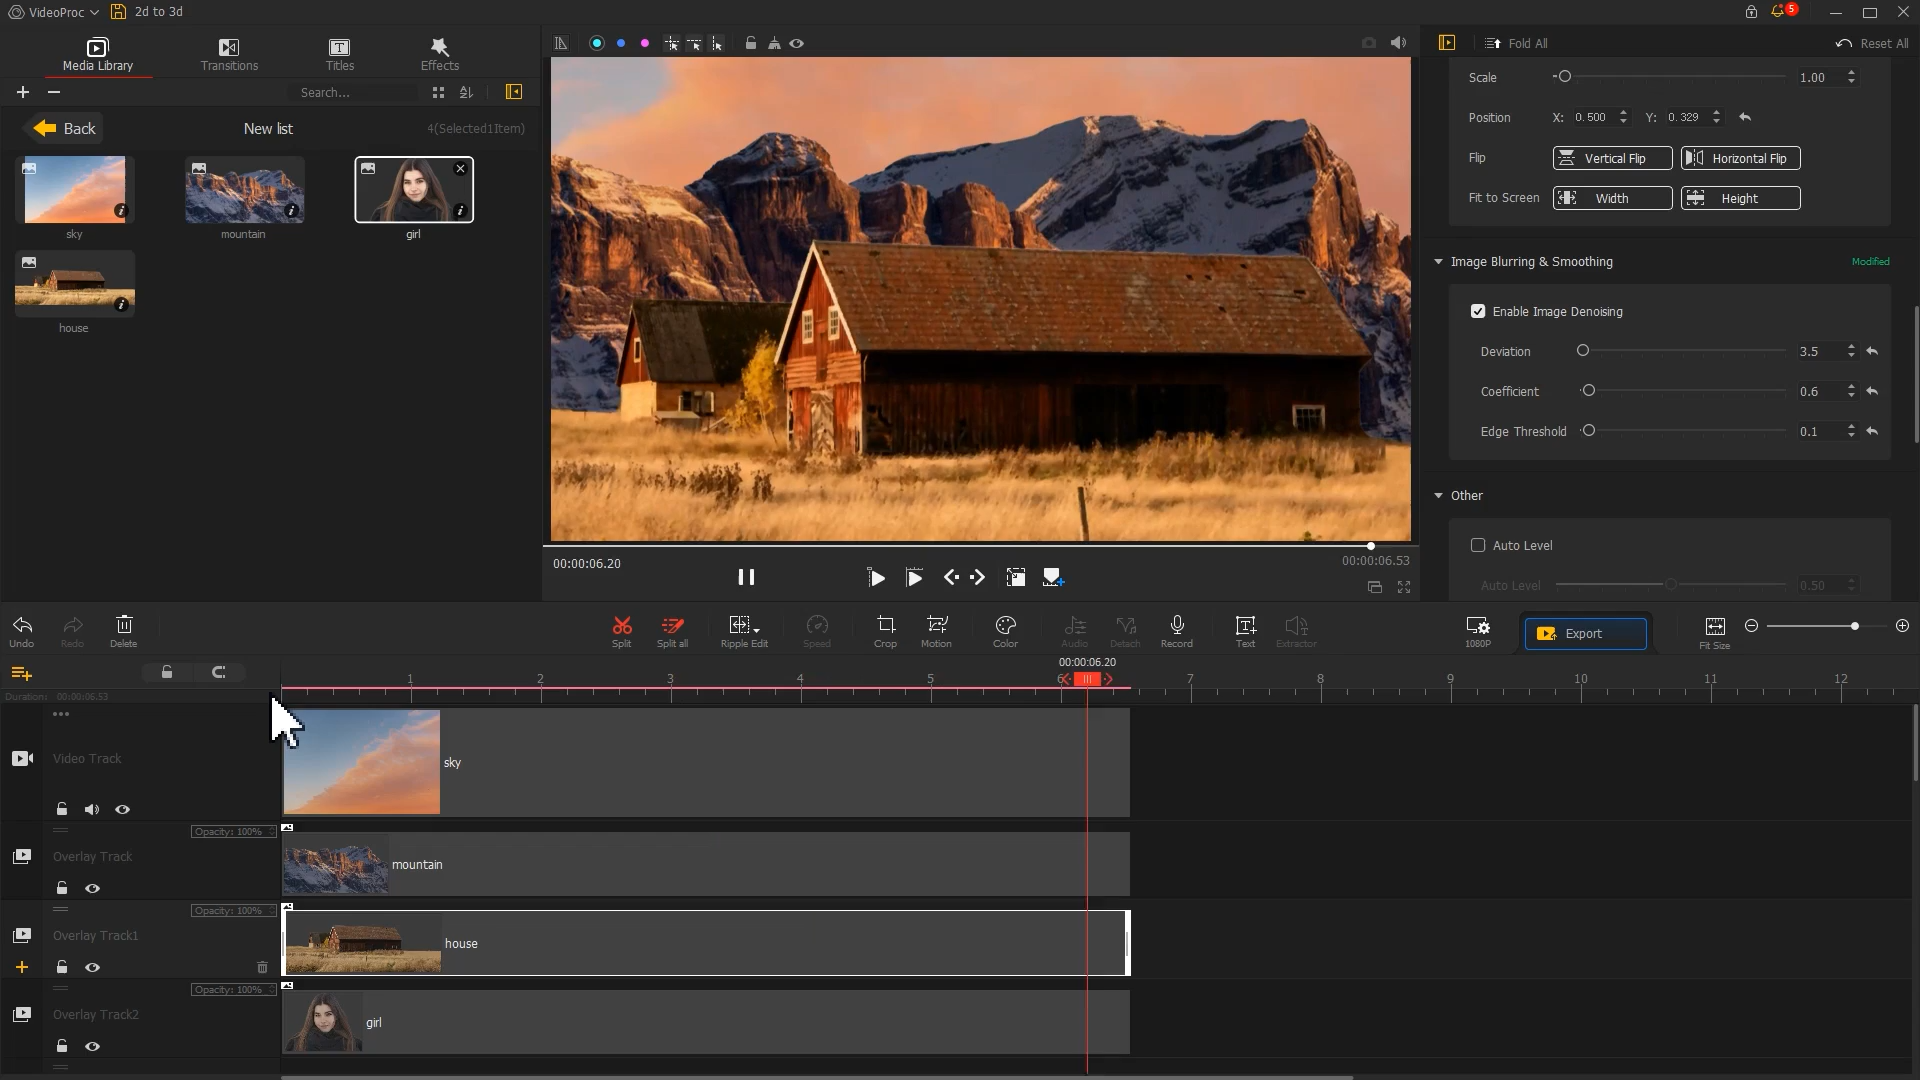 VideoProc
2d to 3d
5
Media Library
Transitions
Titles
Effects
Fold All
Reset All
Search...
Back
New list
4(Selected1Item)
sky
mountain
girl
house
Scale
1.00
Position
X: 0.500
Y: 0.329
Flip
Vertical Flip
Horizontal Flip
Fit to Screen
Width
Height
Image Blurring & Smoothing
Modified
Enable Image Denoising
Deviation
3.5
Coefficient
0.6
Edge Threshold
0.1
Other
Auto Level
Auto Level
0.50
00:00:06.20
00:00:06.53
Undo
Redo
Delete
Split
Split all
Ripple Edit
Speed
Crop
Motion
Color
Audio
Detach
Record
Text
Extractor
1080P
Export
Fit Size
00:00:06.20
1
2
3
4
5
6
7
8
9
10
11
12
Duration: 00:00:06.53
Video Track
sky
Opacity: 100%
Overlay Track
mountain
Opacity: 100%
Overlay Track1
house
Opacity: 100%
Overlay Track2
girl